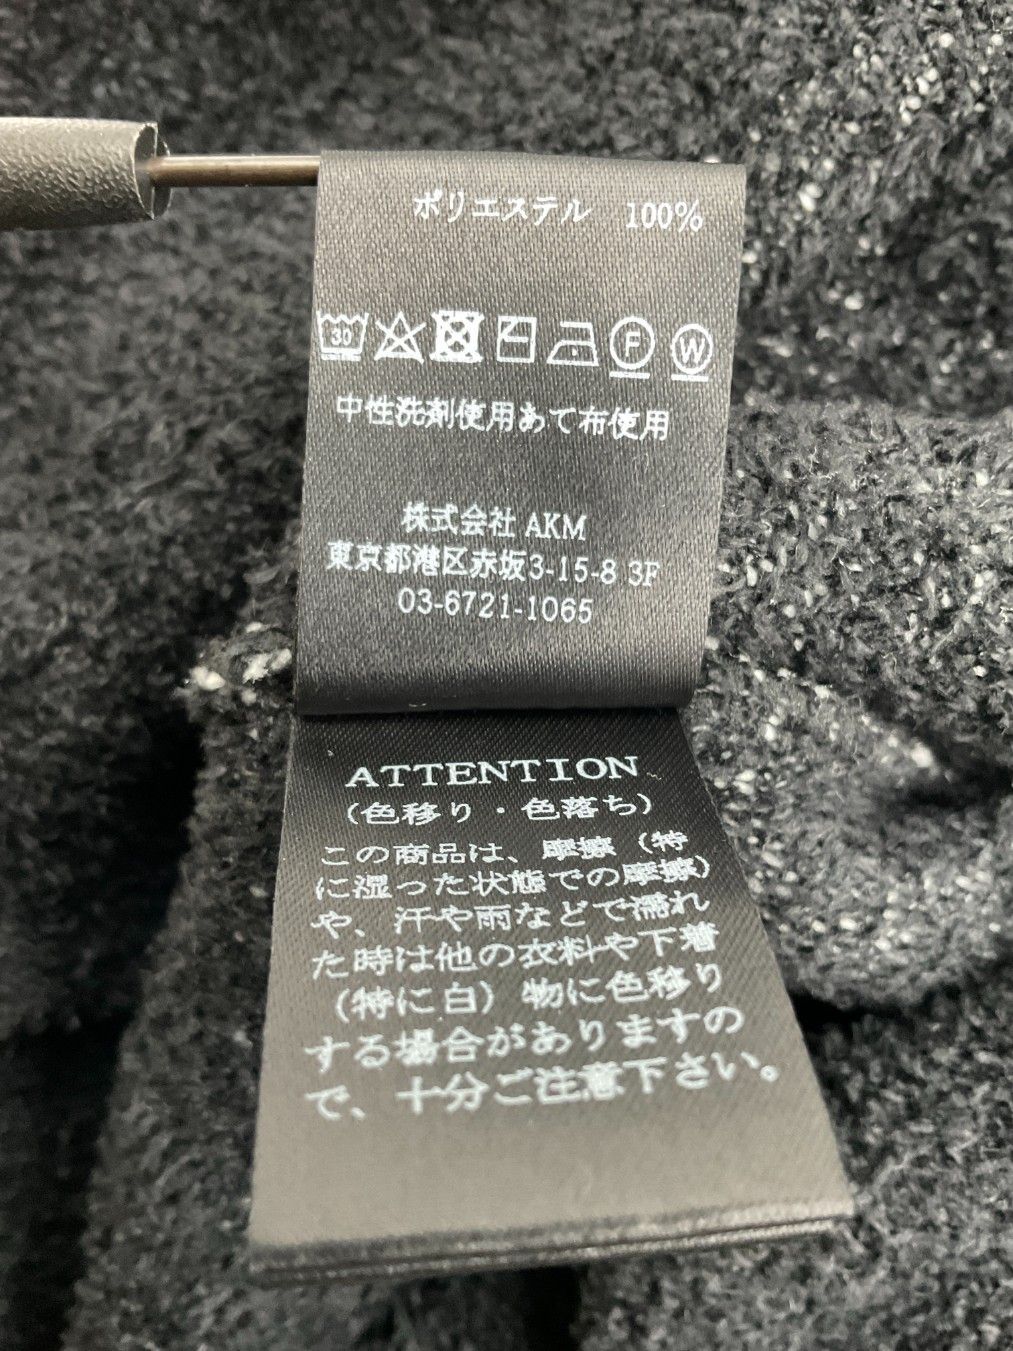 ポリエステル 100%
30 F W
中性洗剤使用あて布使用
株式会社 AKM
東京都港区赤坂3-15-8 3F
03-6721-1065
ATTENTION
(色移り・色落ち)
この商品は、摩擦(特
に湿った状態での摩擦)
や、汗や雨などで濡れ
た時は他の衣料や下着
(特に白)物に色移り
する場合がありますの
で、十分ご注意下さい。